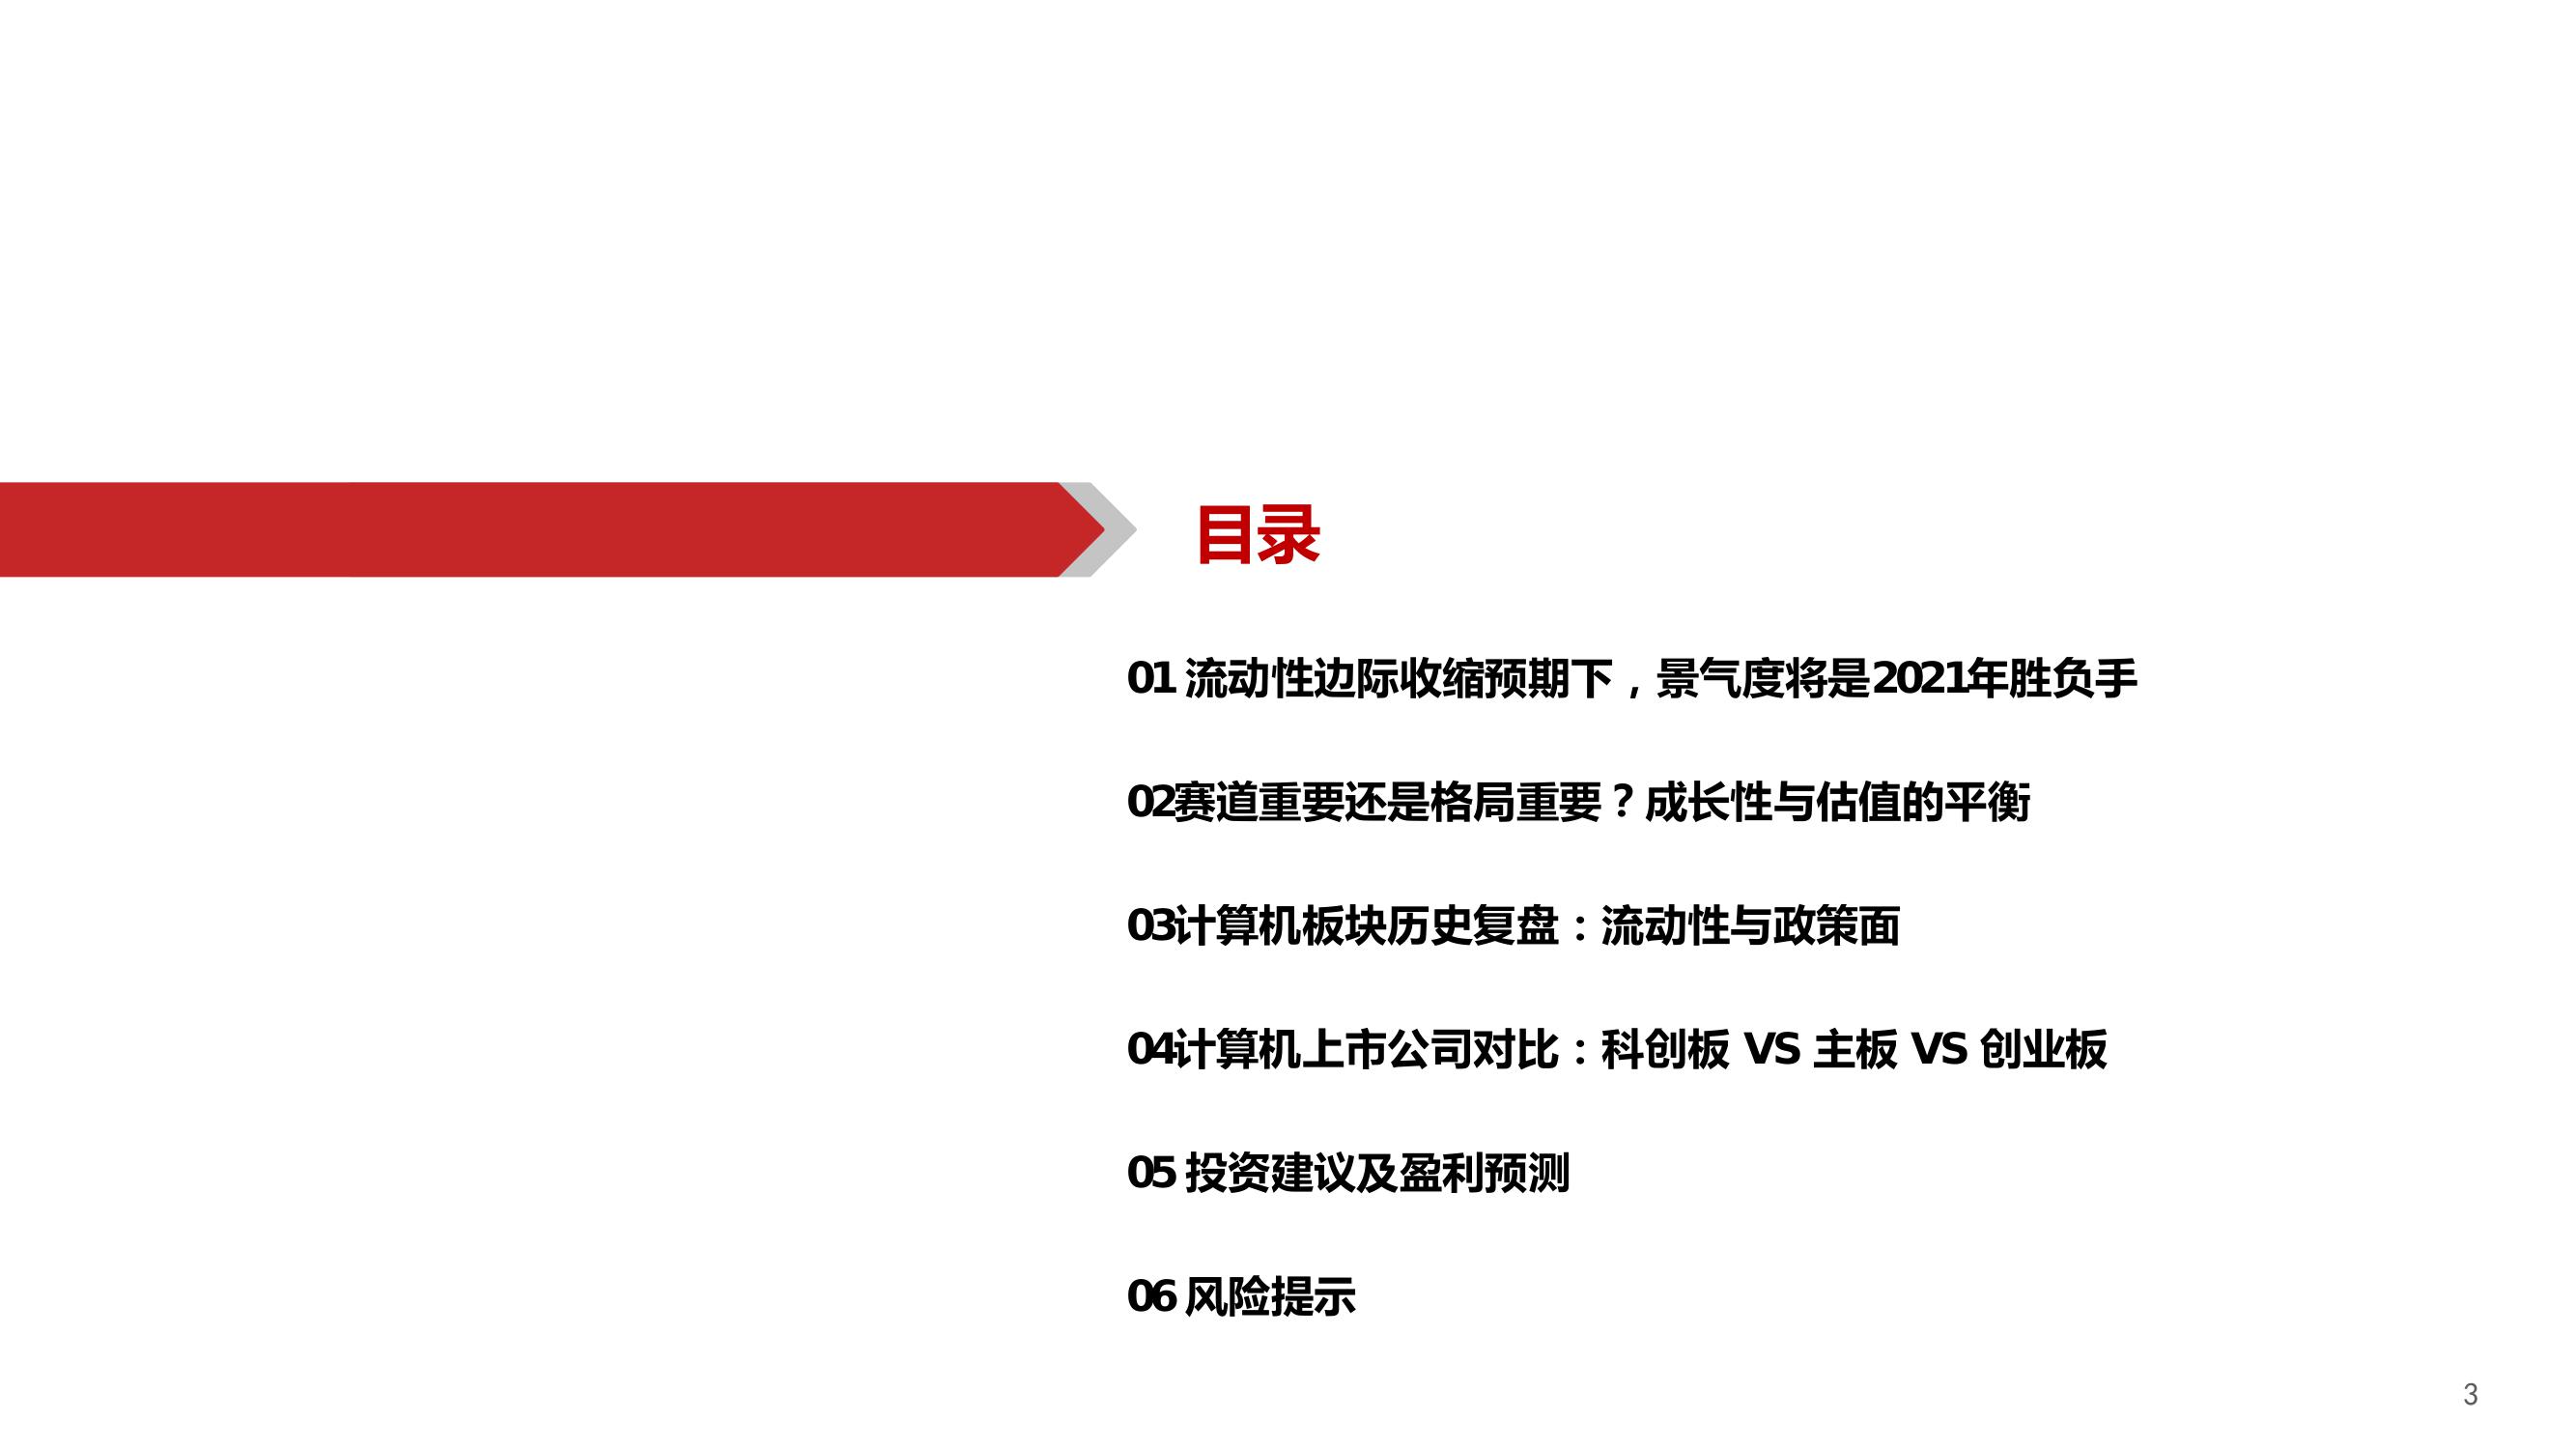 目录
01 流动性边际收缩预期下，景气度将是2021年胜负手
02赛道重要还是格局重要？成长性与估值的平衡
03计算机板块历史复盘：流动性与政策面
04计算机上市公司对比：科创板 VS 主板 VS 创业板
05 投资建议及盈利预测
06 风险提示
3